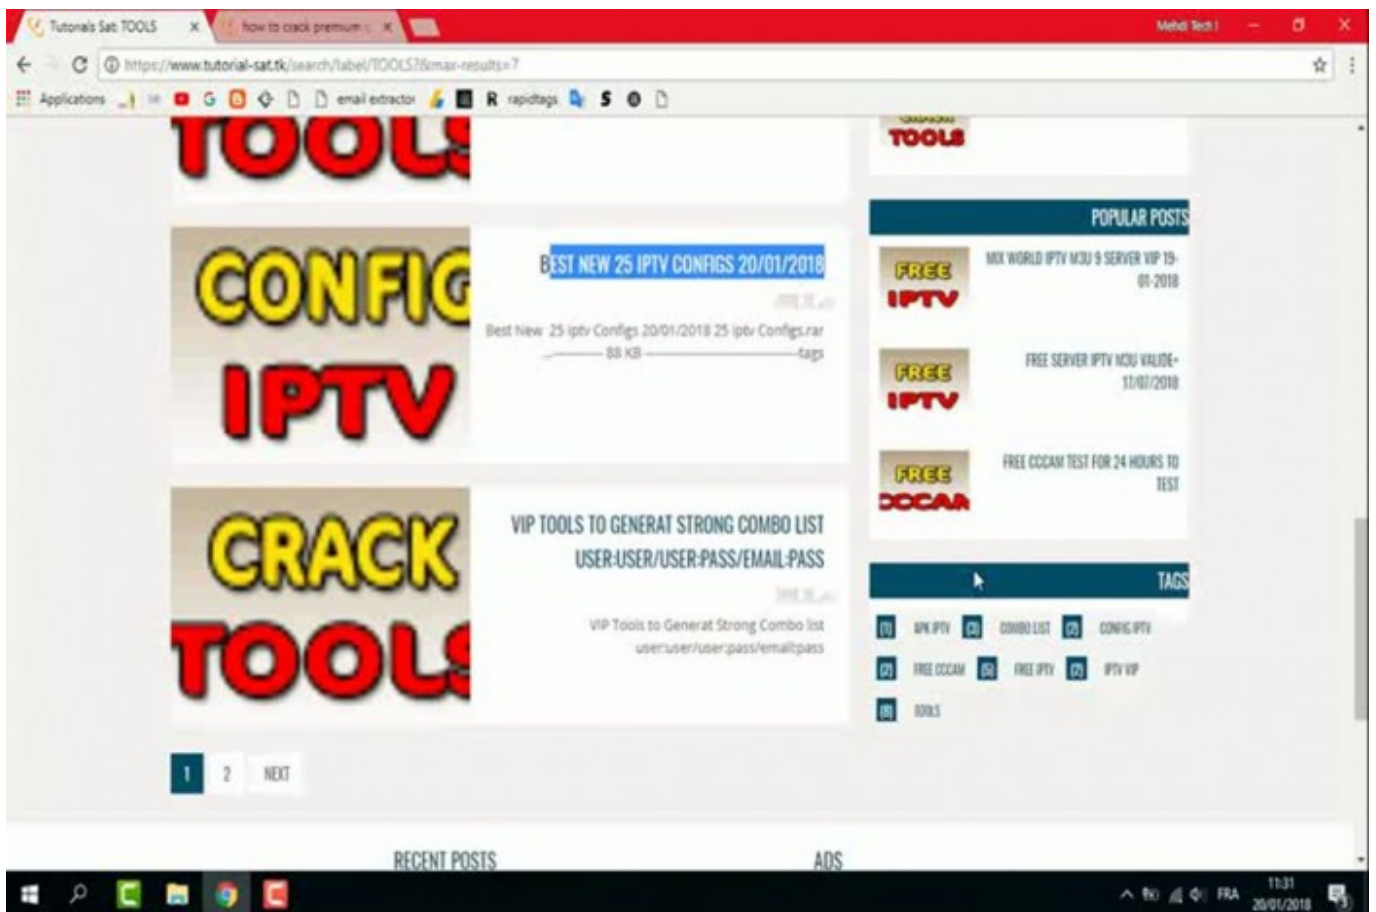 Tutorials Sat: TOOLS
how to crack premium
Mehdi Tech
https://www.tutorial-sat.tk/search/label/TOOLS?&max-results=7
Applications
email extractor
rapidtags
TOOLS
TOOLS
POPULAR POSTS
CONFIG
IPTV
BEST NEW 25 IPTV CONFIGS 20/01/2018
Best New 25 Iptv Configs 20/01/2018 25 Iptv Configs.rar
88 KB
tags
FREE
IPTV
MIX WORLD IPTV M3U 9 SERVER VIP 19-
01-2018
FREE
IPTV
FREE SERVER IPTV M3U VALIDE+
17/07/2018
FREE
CCCAM
FREE CCCAM TEST FOR 24 HOURS TO
TEST
CRACK
TOOLS
VIP TOOLS TO GENERAT STRONG COMBO LIST
USER:USER/USER:PASS/EMAIL:PASS
VIP Tools to Generat Strong Combo list
user:user/user:pass/email:pass
TAGS
(1) APK IPTV (3) COMBO LIST (2) CONFIG IPTV
(2) FREE CCCAM (5) FREE IPTV (2) IPTV VIP
(8) TOOLS
1 2 NEXT
RECENT POSTS
ADS
FRA
11:31
20/01/2018